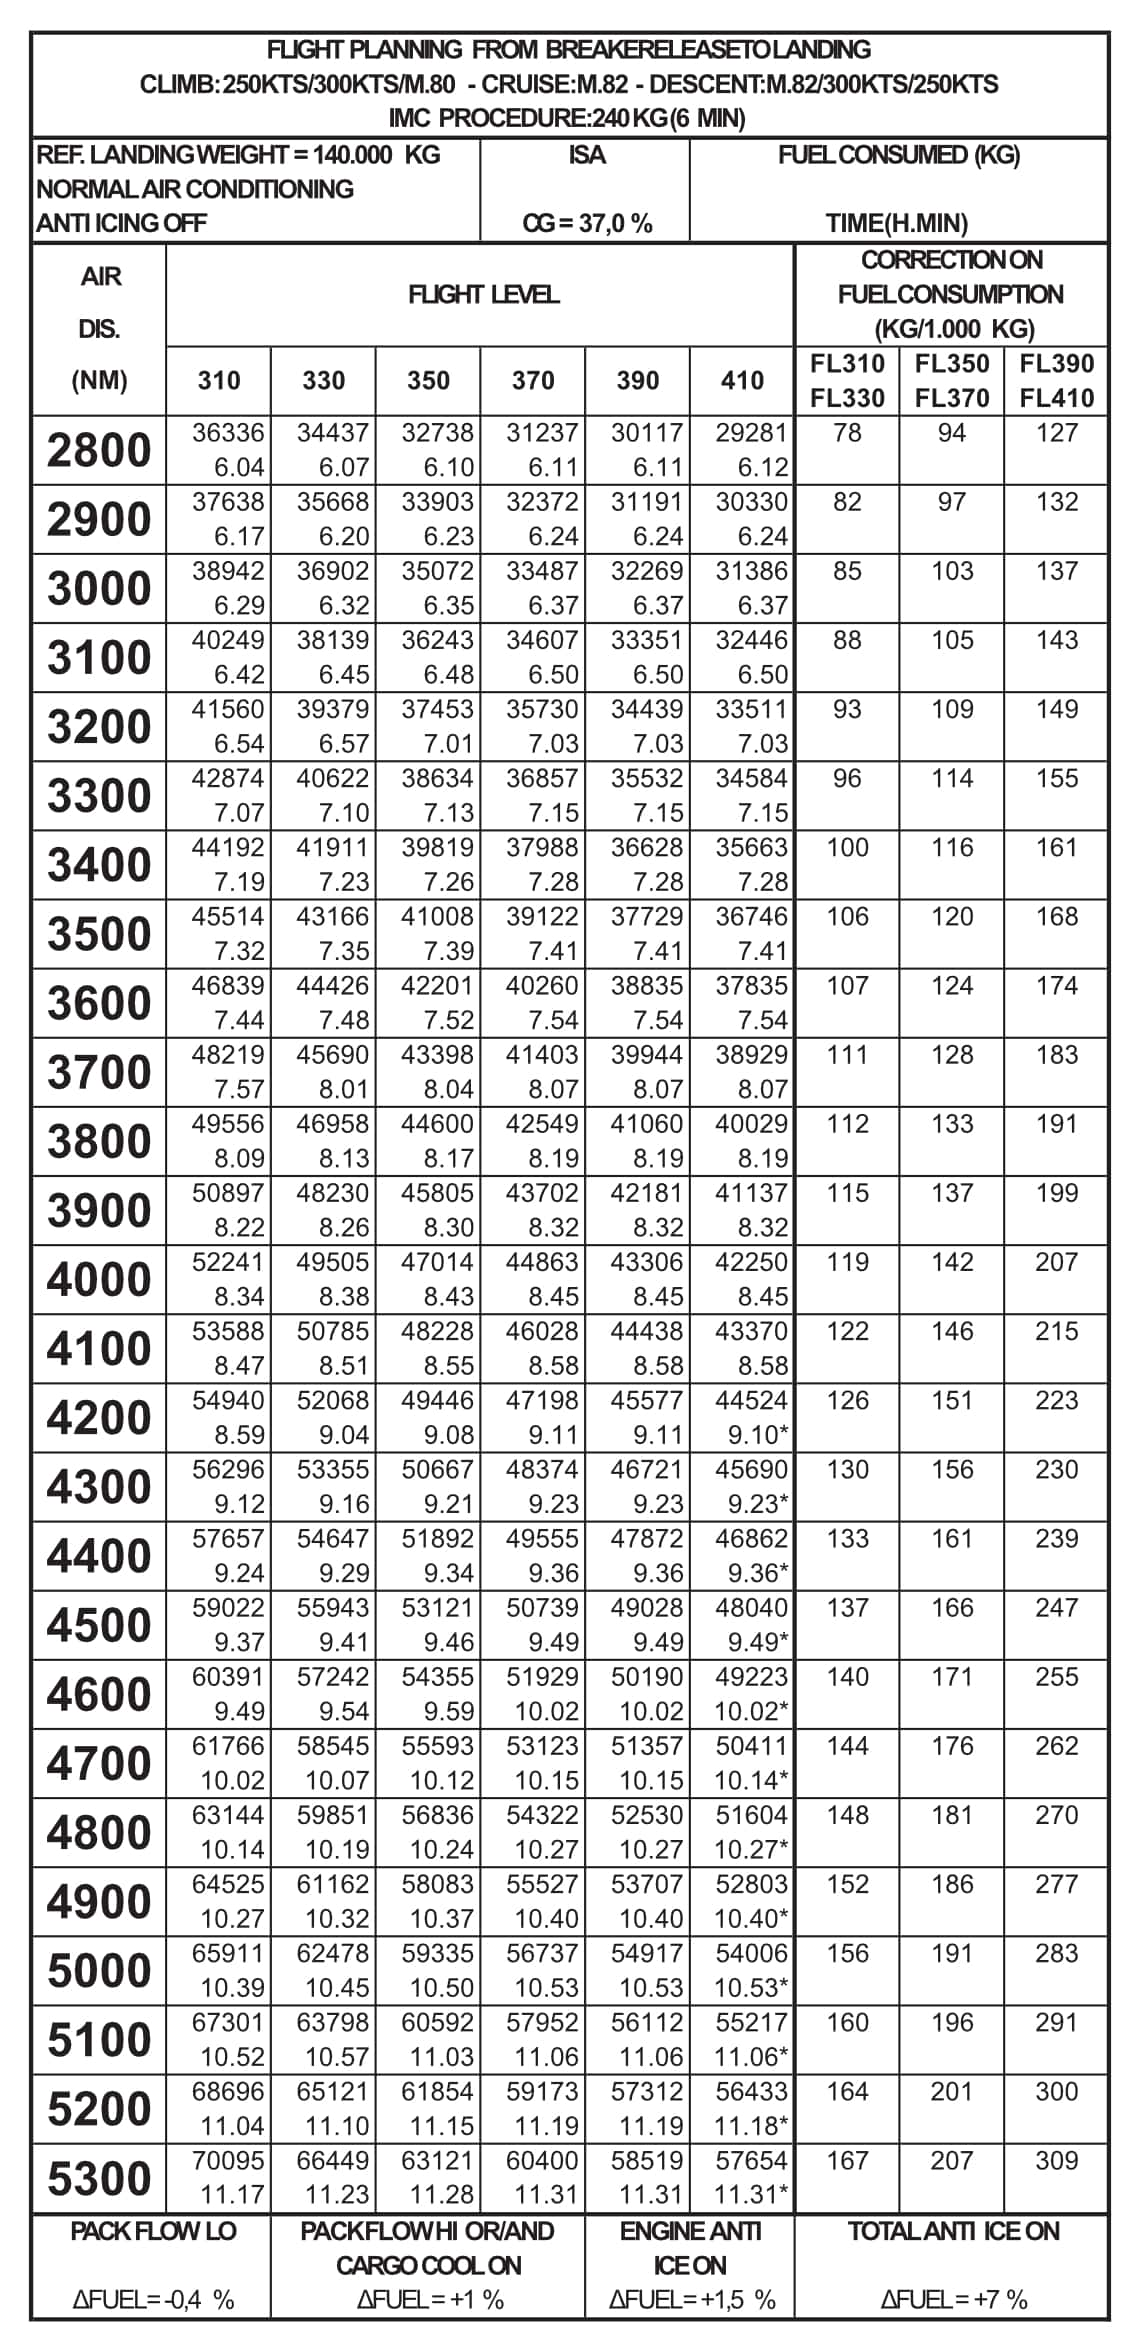 FLIGHT PLANNING FROM BREAKERELEASETOLANDING
CLIMB:250KTS/300KTS/M.80 - CRUISE:M.82 - DESCENT:M.82/300KTS/250KTS
IMC PROCEDURE:240KG(6 MIN)
REF. LANDING WEIGHT = 140.000 KG ISA FUEL CONSUMED (KG)
NORMAL AIR CONDITIONING
ANTI ICING OFF CG = 37,0 % TIME(H.MIN)
AIR DIS. (NM) FLIGHT LEVEL CORRECTION ON
FUELCONSUMPTION
(KG/1.000 KG)
310 330 350 370 390 410 FL310 FL350 FL390
FL330 FL370 FL410
2800 36336 34437 32738 31237 30117 29281 78 94 127
6.04 6.07 6.10 6.11 6.11 6.12
2900 37638 35668 33903 32372 31191 30330 82 97 132
6.17 6.20 6.23 6.24 6.24 6.24
3000 38942 36902 35072 33487 32269 31386 85 103 137
6.29 6.32 6.35 6.37 6.37 6.37
3100 40249 38139 36243 34607 33351 32446 88 105 143
6.42 6.45 6.48 6.50 6.50 6.50
3200 41560 39379 37453 35730 34439 33511 93 109 149
6.54 6.57 7.01 7.03 7.03 7.03
3300 42874 40622 38634 36857 35532 34584 96 114 155
7.07 7.10 7.13 7.15 7.15 7.15
3400 44192 41911 39819 37988 36628 35663 100 116 161
7.19 7.23 7.26 7.28 7.28 7.28
3500 45514 43166 41008 39122 37729 36746 106 120 168
7.32 7.35 7.39 7.41 7.41 7.41
3600 46839 44426 42201 40260 38835 37835 107 124 174
7.44 7.48 7.52 7.54 7.54 7.54
3700 48219 45690 43398 41403 39944 38929 111 128 183
7.57 8.01 8.04 8.07 8.07 8.07
3800 49556 46958 44600 42549 41060 40029 112 133 191
8.09 8.13 8.17 8.19 8.19 8.19
3900 50897 48230 45805 43702 42181 41137 115 137 199
8.22 8.26 8.30 8.32 8.32 8.32
4000 52241 49505 47014 44863 43306 42250 119 142 207
8.34 8.38 8.43 8.45 8.45 8.45
4100 53588 50785 48228 46028 44438 43370 122 146 215
8.47 8.51 8.55 8.58 8.58 8.58
4200 54940 52068 49446 47198 45577 44524 126 151 223
8.59 9.04 9.08 9.11 9.11 9.10*
4300 56296 53355 50667 48374 46721 45690 130 156 230
9.12 9.16 9.21 9.23 9.23 9.23*
4400 57657 54647 51892 49555 47872 46862 133 161 239
9.24 9.29 9.34 9.36 9.36 9.36*
4500 59022 55943 53121 50739 49028 48040 137 166 247
9.37 9.41 9.46 9.49 9.49 9.49*
4600 60391 57242 54355 51929 50190 49223 140 171 255
9.49 9.54 9.59 10.02 10.02 10.02*
4700 61766 58545 55593 53123 51357 50411 144 176 262
10.02 10.07 10.12 10.15 10.15 10.14*
4800 63144 59851 56836 54322 52530 51604 148 181 270
10.14 10.19 10.24 10.27 10.27 10.27*
4900 64525 61162 58083 55527 53707 52803 152 186 277
10.27 10.32 10.37 10.40 10.40 10.40*
5000 65911 62478 59335 56737 54917 54006 156 191 283
10.39 10.45 10.50 10.53 10.53 10.53*
5100 67301 63798 60592 57952 56112 55217 160 196 291
10.52 10.57 11.03 11.06 11.06 11.06*
5200 68696 65121 61854 59173 57312 56433 164 201 300
11.04 11.10 11.15 11.19 11.19 11.18*
5300 70095 66449 63121 60400 58519 57654 167 207 309
11.17 11.23 11.28 11.31 11.31 11.31*
PACK FLOW LO PACKFLOWHI OR/AND ENGINE ANTI TOTALANTI ICE ON
CARGO COOL ON ICE ON
ΔFUEL= -0,4 % ΔFUEL = +1 % ΔFUEL= +1,5 % ΔFUEL = +7 %